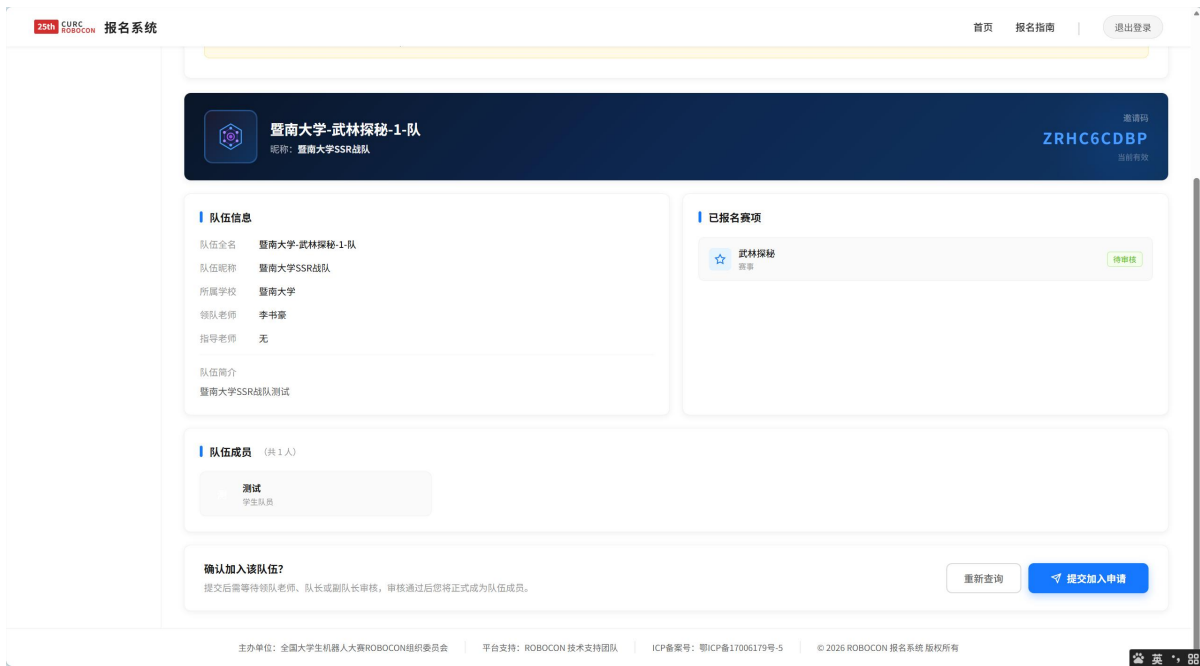 25th CURC ROBOCON 报名系统
首页 报名指南 | 退出登录
暨南大学-武林探秘-1-队
昵称：暨南大学SSR战队
邀请码
ZRHC6CDBP
当前有效
队伍信息
队伍全名 暨南大学-武林探秘-1-队
队伍昵称 暨南大学SSR战队
所属学校 暨南大学
领队老师 李书豪
指导老师 无
队伍简介
暨南大学SSR战队测试
已报名赛项
武林探秘
赛事
待审核
队伍成员 （共 1 人）
测试
学生队员
确认加入该队伍？
提交后需等待领队老师、队长或副队长审核，审核通过后您将正式成为队伍成员。
重新查询 提交加入申请
主办单位：全国大学生机器人大赛ROBOCON组织委员会 平台支持：ROBOCON 技术支持团队 ICP备案号：鄂ICP备17006179号-5 © 2026 ROBOCON 报名系统 版权所有
英